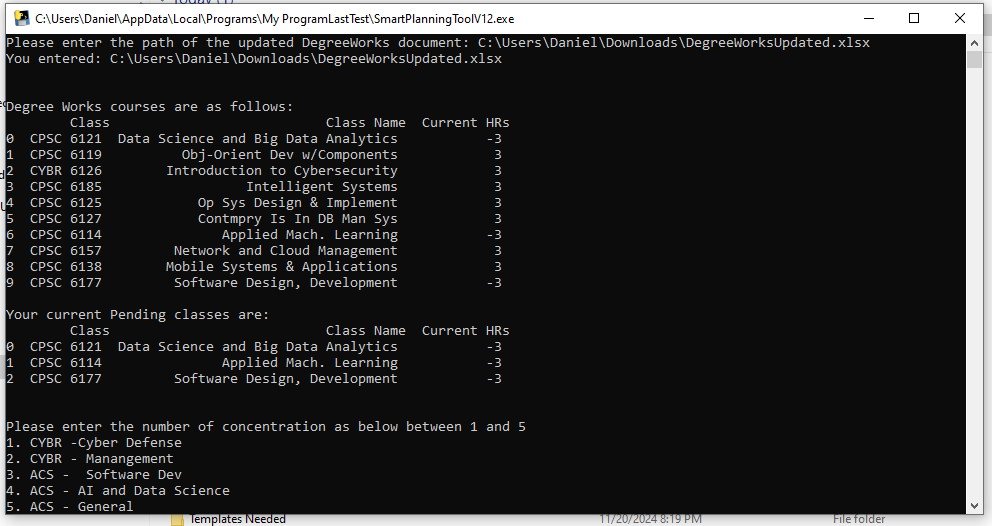 Today (1)
C:\Users\Daniel\AppData\Local\Programs\My ProgramLastTest\SmartPlanningToolV12.exe
Please enter the path of the updated DegreeWorks document: C:\Users\Daniel\Downloads\DegreeWorksUpdated.xlsx
You entered: C:\Users\Daniel\Downloads\DegreeWorksUpdated.xlsx
Degree Works courses are as follows:
Class Class Name Current HRs
0 CPSC 6121 Data Science and Big Data Analytics -3
1 CPSC 6119 Obj-Orient Dev w/Components 3
2 CYBR 6126 Introduction to Cybersecurity 3
3 CPSC 6185 Intelligent Systems 3
4 CPSC 6125 Op Sys Design & Implement 3
5 CPSC 6127 Contmpry Is In DB Man Sys 3
6 CPSC 6114 Applied Mach. Learning -3
7 CPSC 6157 Network and Cloud Management 3
8 CPSC 6138 Mobile Systems & Applications 3
9 CPSC 6177 Software Design, Development -3
Your current Pending classes are:
Class Class Name Current HRs
0 CPSC 6121 Data Science and Big Data Analytics -3
1 CPSC 6114 Applied Mach. Learning -3
2 CPSC 6177 Software Design, Development -3
Please enter the number of concentration as below between 1 and 5
1. CYBR -Cyber Defense
2. CYBR - Manangement
3. ACS -  Software Dev
4. ACS - AI and Data Science
5. ACS - General
Templates Needed 11/20/2024 8:19 PM File folder